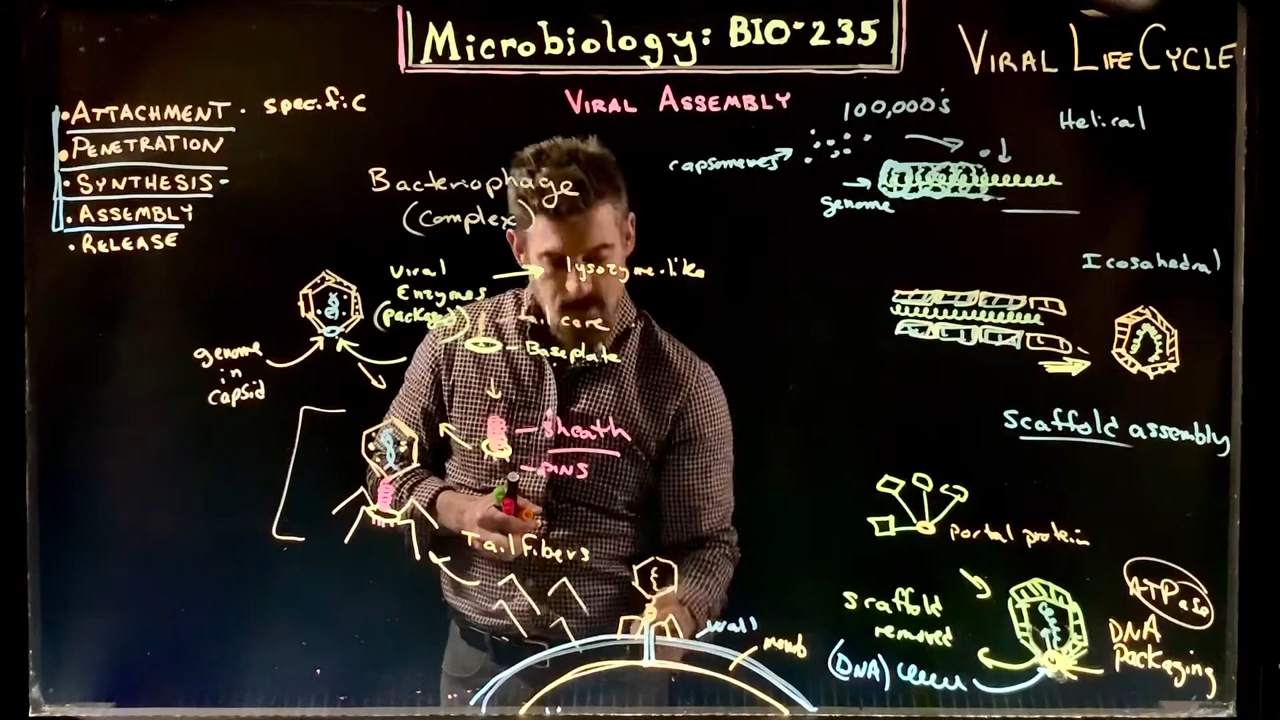 Microbiology: BIO-235
VIRAL LIFE CYCLE
VIRAL ASSEMBLY
• ATTACHMENT • specific
• PENETRATION
• SYNTHESIS •
• ASSEMBLY
• RELEASE
Bacteriophage
(complex)
Viral
Enzymes
(packaged)
lysozyme-like
tail core
Baseplate
genome
in
capsid
Sheath
PINS
Tail fibers
wall
memb
100,000's
capsomeres
genome
Helical
Icosahedral
Scaffold assembly
portal protein
Scaffold
removed
(DNA)
ATPase
DNA
Packaging